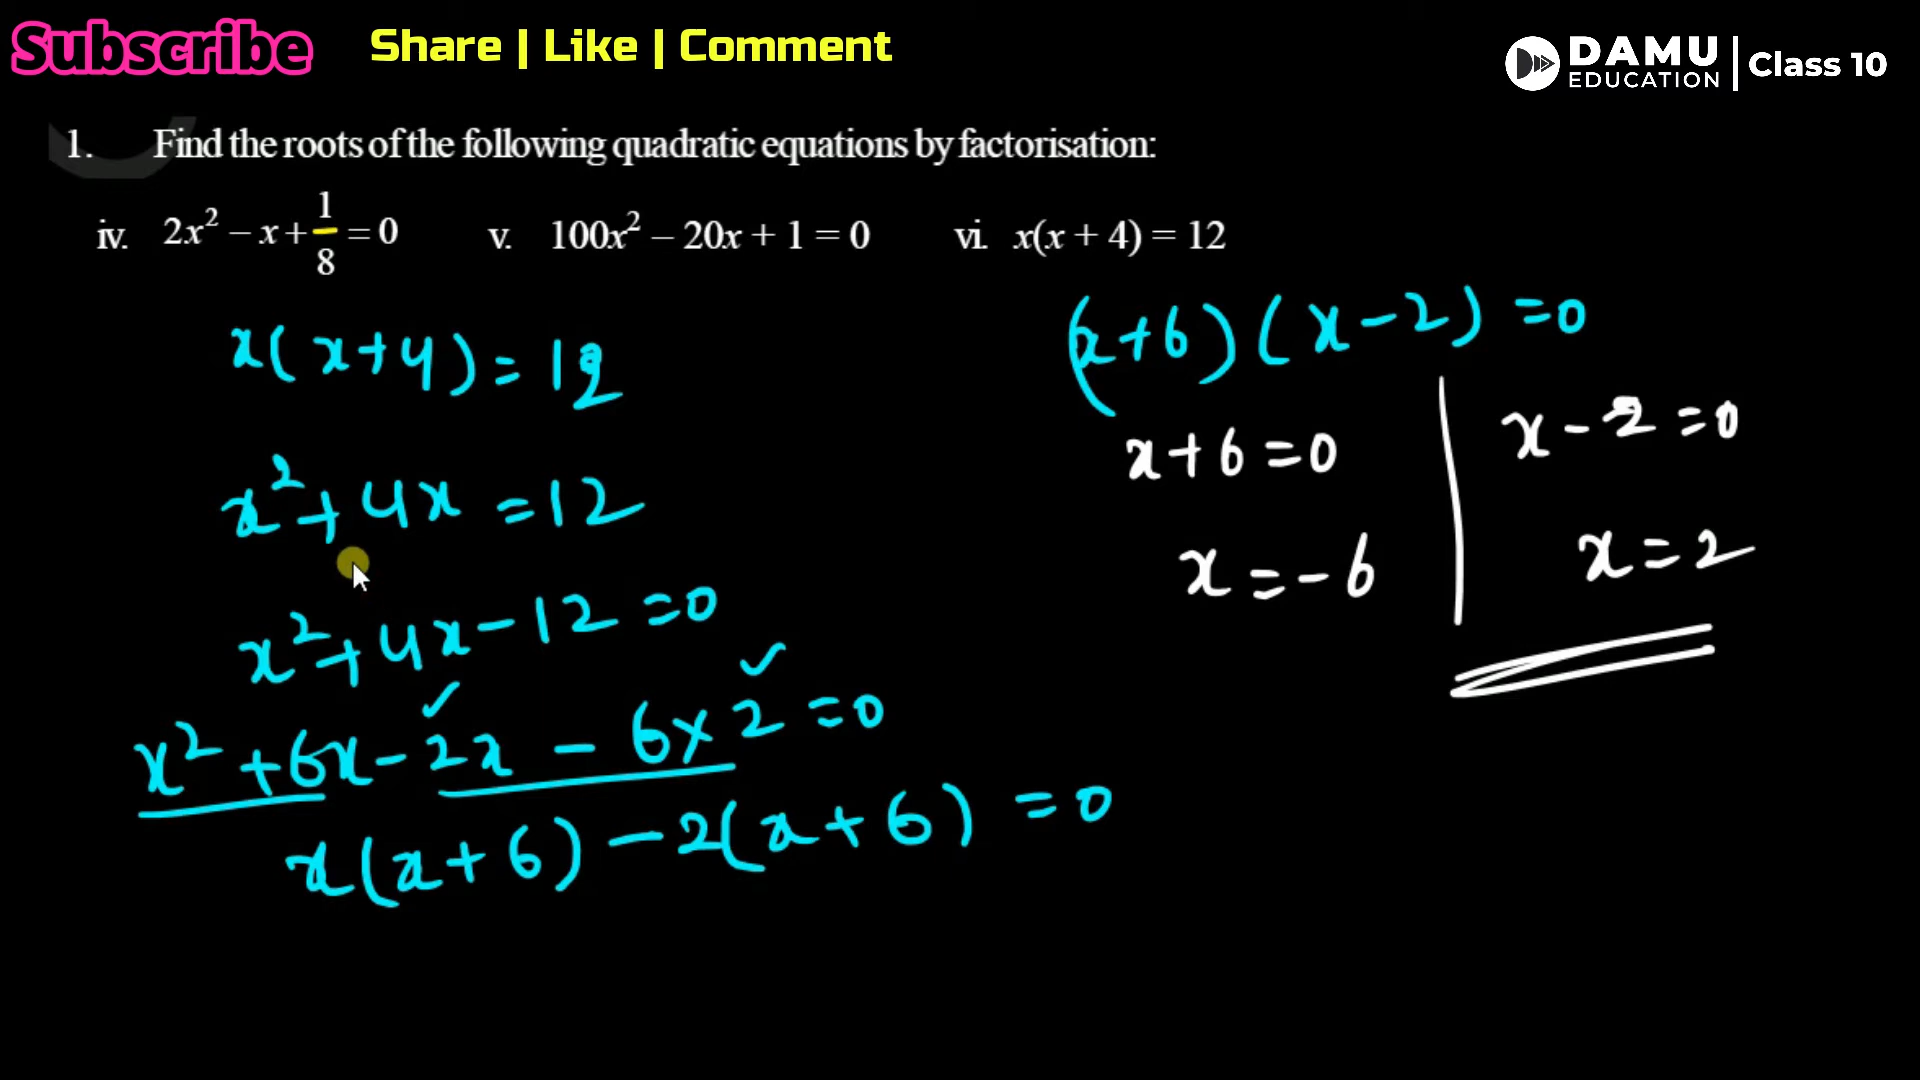 Subscribe
Share | Like | Comment
DAMU EDUCATION | Class 10
1. Find the roots of the following quadratic equations by factorisation:
iv. 2x² – x + 1/8 = 0 v. 100x² – 20x + 1 = 0 vi. x(x + 4) = 12
x(x+4) = 12
x² + 4x = 12
x² + 4x - 12 = 0
x² + 6x - 2x - 6×2 = 0
x(x+6) - 2(x+6) = 0
(x+6)(x-2) = 0
x+6 = 0
x = -6
x - 2 = 0
x = 2